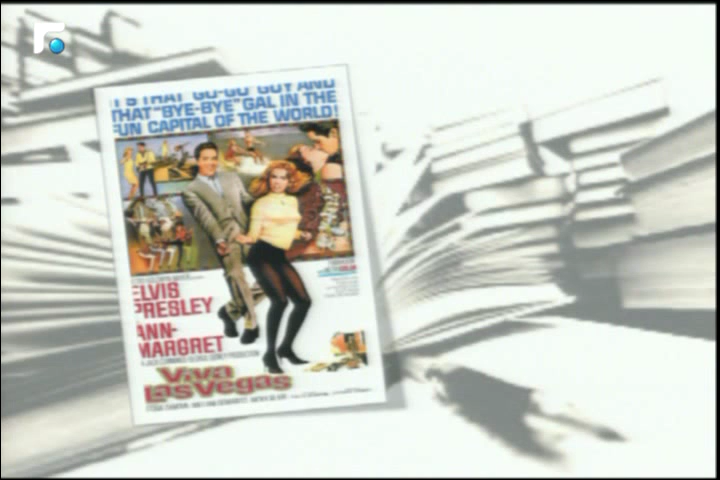 IT'S THAT "GO-GO" GUY AND
THAT "BYE-BYE" GAL IN THE
FUN CAPITAL OF THE WORLD!
ELVIS
PRESLEY
ANN-
MARGRET
Viva
Las Vegas